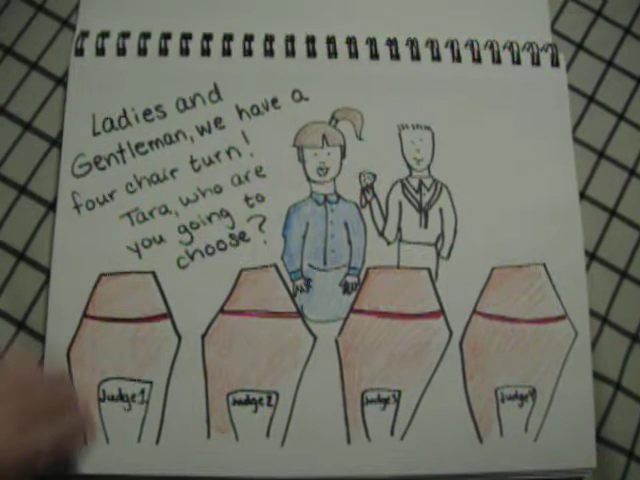 Ladies and
Gentleman, we have a
four chair turn!
Tara, who are
you going to
choose?
Judge 1
Judge 2
Judge 3
Judge 4